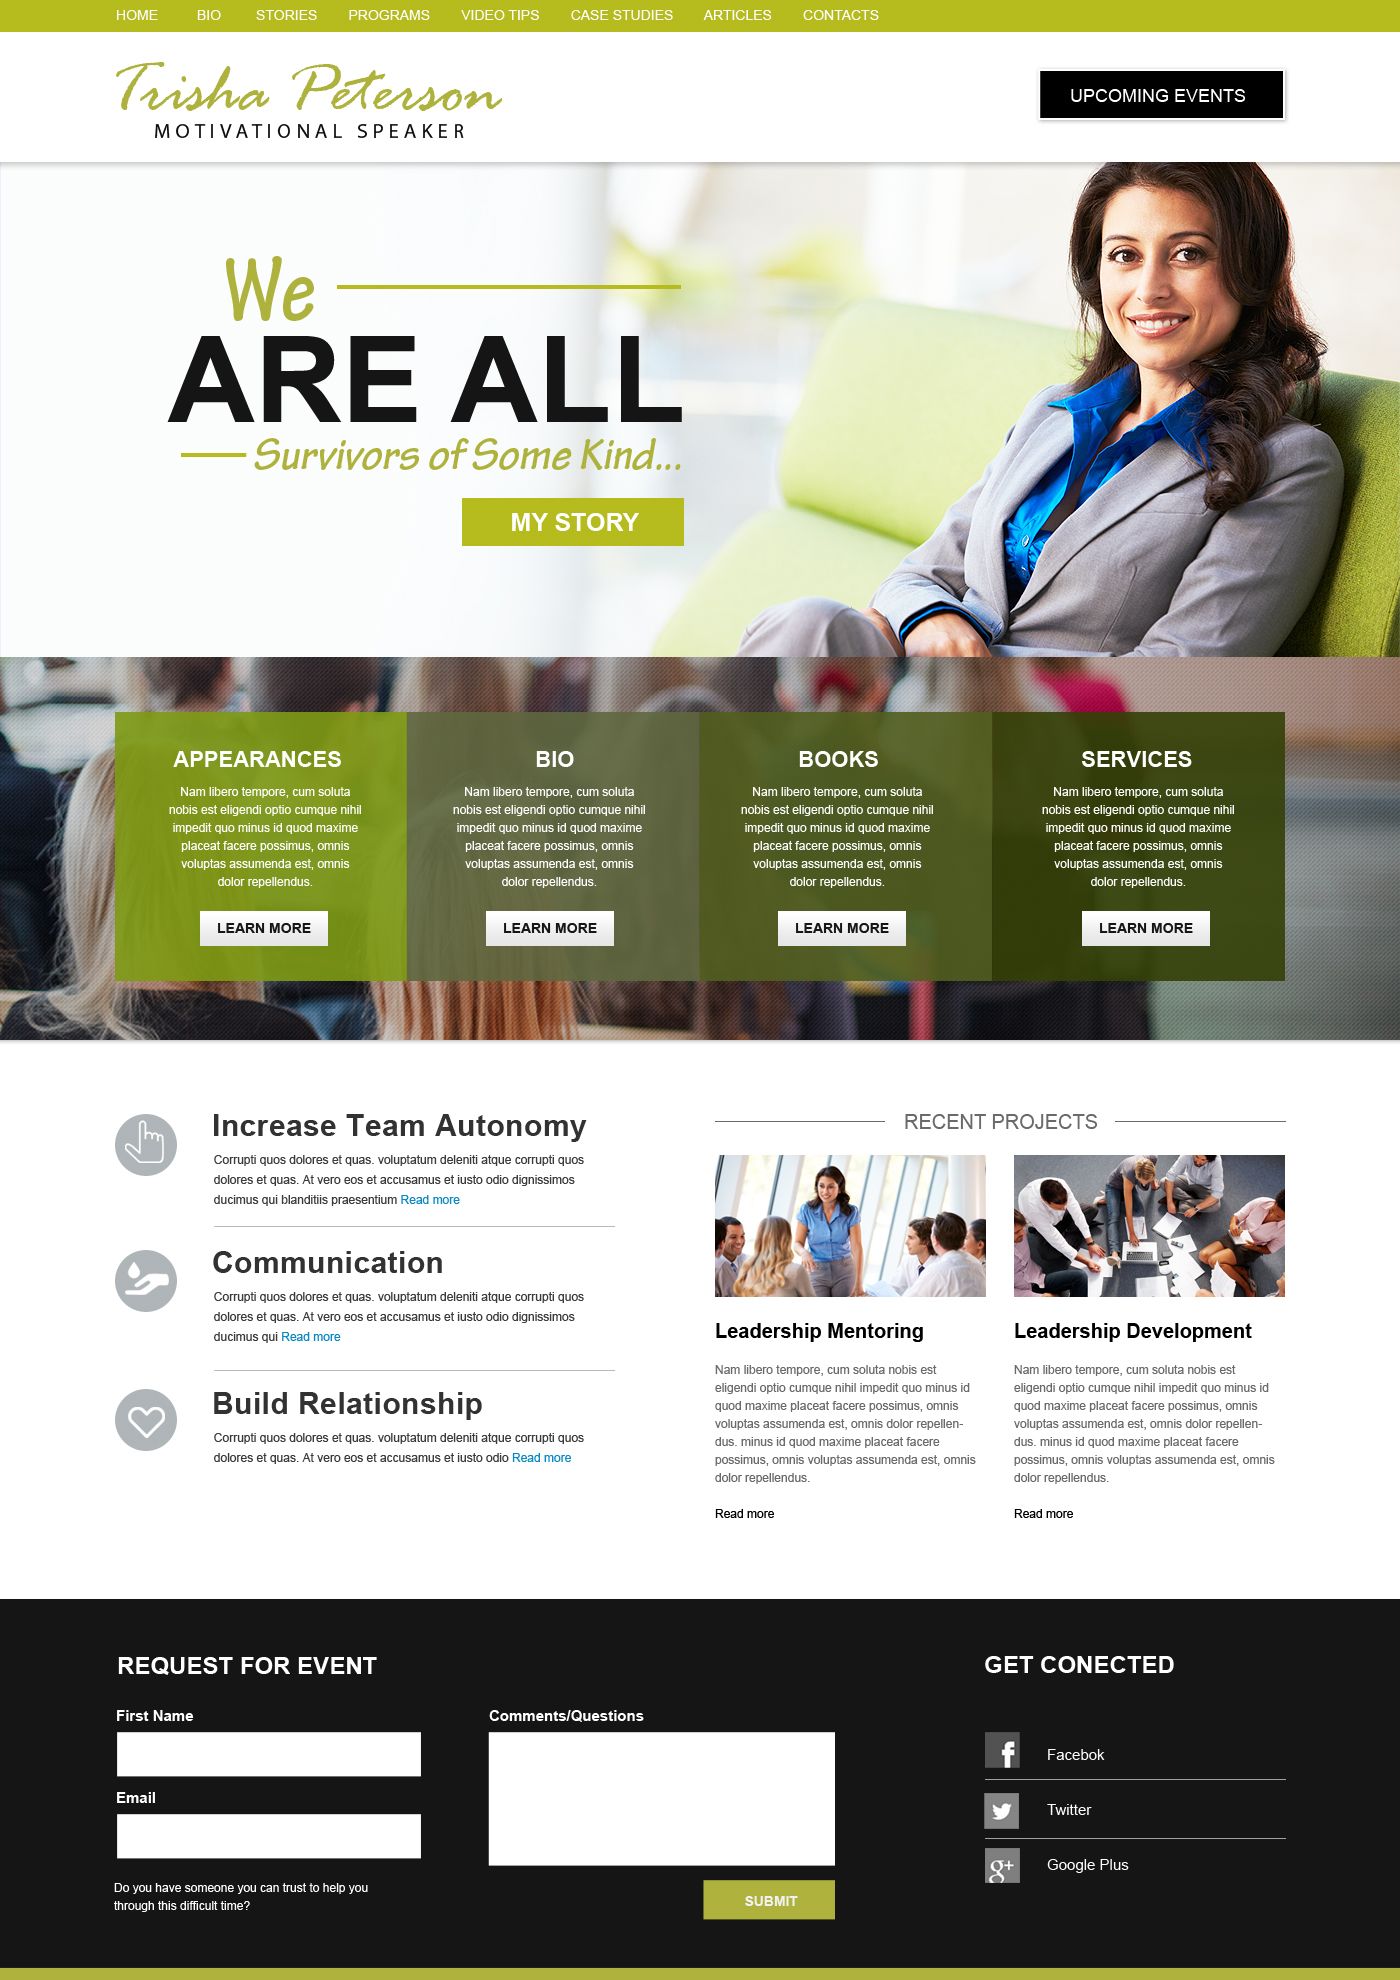 HOME BIO STORIES PROGRAMS VIDEO TIPS CASE STUDIES ARTICLES CONTACTS
Trisha Peterson
MOTIVATIONAL SPEAKER
UPCOMING EVENTS
We
ARE ALL
Survivors of Some Kind...
MY STORY
APPEARANCES
Nam libero tempore, cum soluta
nobis est eligendi optio cumque nihil
impedit quo minus id quod maxime
placeat facere possimus, omnis
voluptas assumenda est, omnis
dolor repellendus.
LEARN MORE
BIO
Nam libero tempore, cum soluta
nobis est eligendi optio cumque nihil
impedit quo minus id quod maxime
placeat facere possimus, omnis
voluptas assumenda est, omnis
dolor repellendus.
LEARN MORE
BOOKS
Nam libero tempore, cum soluta
nobis est eligendi optio cumque nihil
impedit quo minus id quod maxime
placeat facere possimus, omnis
voluptas assumenda est, omnis
dolor repellendus.
LEARN MORE
SERVICES
Nam libero tempore, cum soluta
nobis est eligendi optio cumque nihil
impedit quo minus id quod maxime
placeat facere possimus, omnis
voluptas assumenda est, omnis
dolor repellendus.
LEARN MORE
Increase Team Autonomy
Corrupti quos dolores et quas. voluptatum deleniti atque corrupti quos
dolores et quas. At vero eos et accusamus et iusto odio dignissimos
ducimus qui blanditiis praesentium Read more
Communication
Corrupti quos dolores et quas. voluptatum deleniti atque corrupti quos
dolores et quas. At vero eos et accusamus et iusto odio dignissimos
ducimus qui Read more
Build Relationship
Corrupti quos dolores et quas. voluptatum deleniti atque corrupti quos
dolores et quas. At vero eos et accusamus et iusto odio Read more
RECENT PROJECTS
Leadership Mentoring
Nam libero tempore, cum soluta nobis est
eligendi optio cumque nihil impedit quo minus id
quod maxime placeat facere possimus, omnis
voluptas assumenda est, omnis dolor repellen-
dus. minus id quod maxime placeat facere
possimus, omnis voluptas assumenda est, omnis
dolor repellendus.
Read more
Leadership Development
Nam libero tempore, cum soluta nobis est
eligendi optio cumque nihil impedit quo minus id
quod maxime placeat facere possimus, omnis
voluptas assumenda est, omnis dolor repellen-
dus. minus id quod maxime placeat facere
possimus, omnis voluptas assumenda est, omnis
dolor repellendus.
Read more
REQUEST FOR EVENT
First Name
Email
Do you have someone you can trust to help you
through this difficult time?
Comments/Questions
SUBMIT
GET CONECTED
f Facebok
Twitter
g+ Google Plus